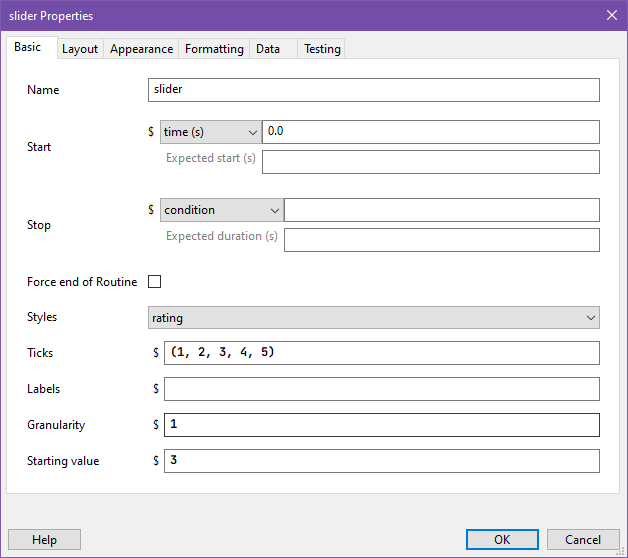 slider Properties
Basic Layout Appearance Formatting Data Testing
Name slider
Start $ time (s) 0.0
Expected start (s)
Stop $ condition
Expected duration (s)
Force end of Routine
Styles rating
Ticks $ (1, 2, 3, 4, 5)
Labels $
Granularity $ 1
Starting value $ 3
Help OK Cancel